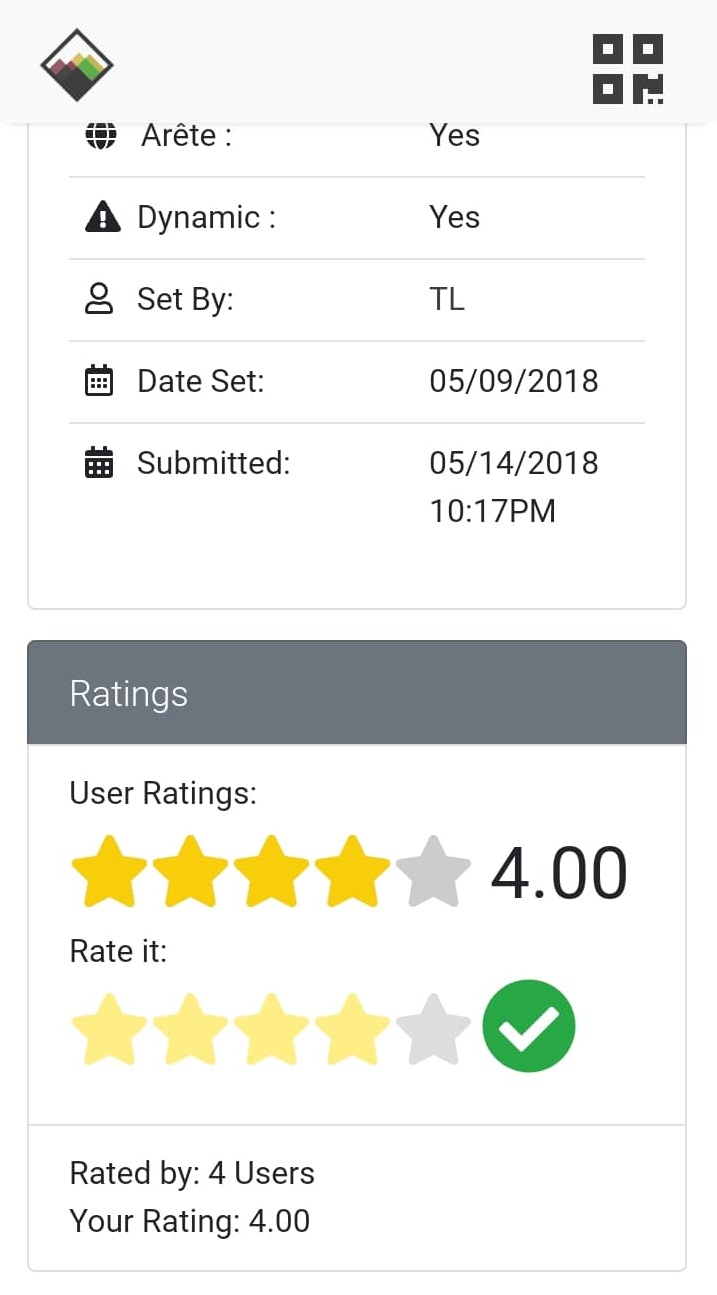 Arête : Yes
Dynamic : Yes
Set By: TL
Date Set: 05/09/2018
Submitted: 05/14/2018
10:17PM
Ratings
User Ratings:
4.00
Rate it:
Rated by: 4 Users
Your Rating: 4.00